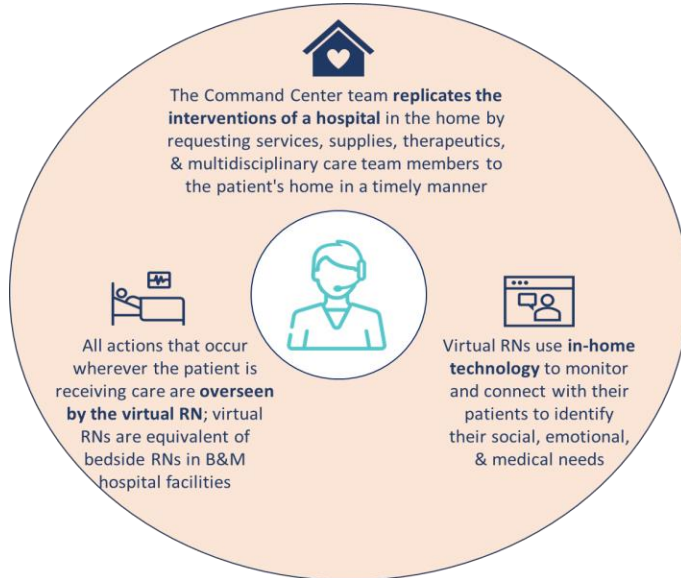 The Command Center team replicates the
interventions of a hospital in the home by
requesting services, supplies, therapeutics,
& multidisciplinary care team members to
the patient's home in a timely manner
All actions that occur
wherever the patient is
receiving care are overseen
by the virtual RN; virtual
RNs are equivalent of
bedside RNs in B&M
hospital facilities
Virtual RNs use in-home
technology to monitor
and connect with their
patients to identify
their social, emotional,
& medical needs